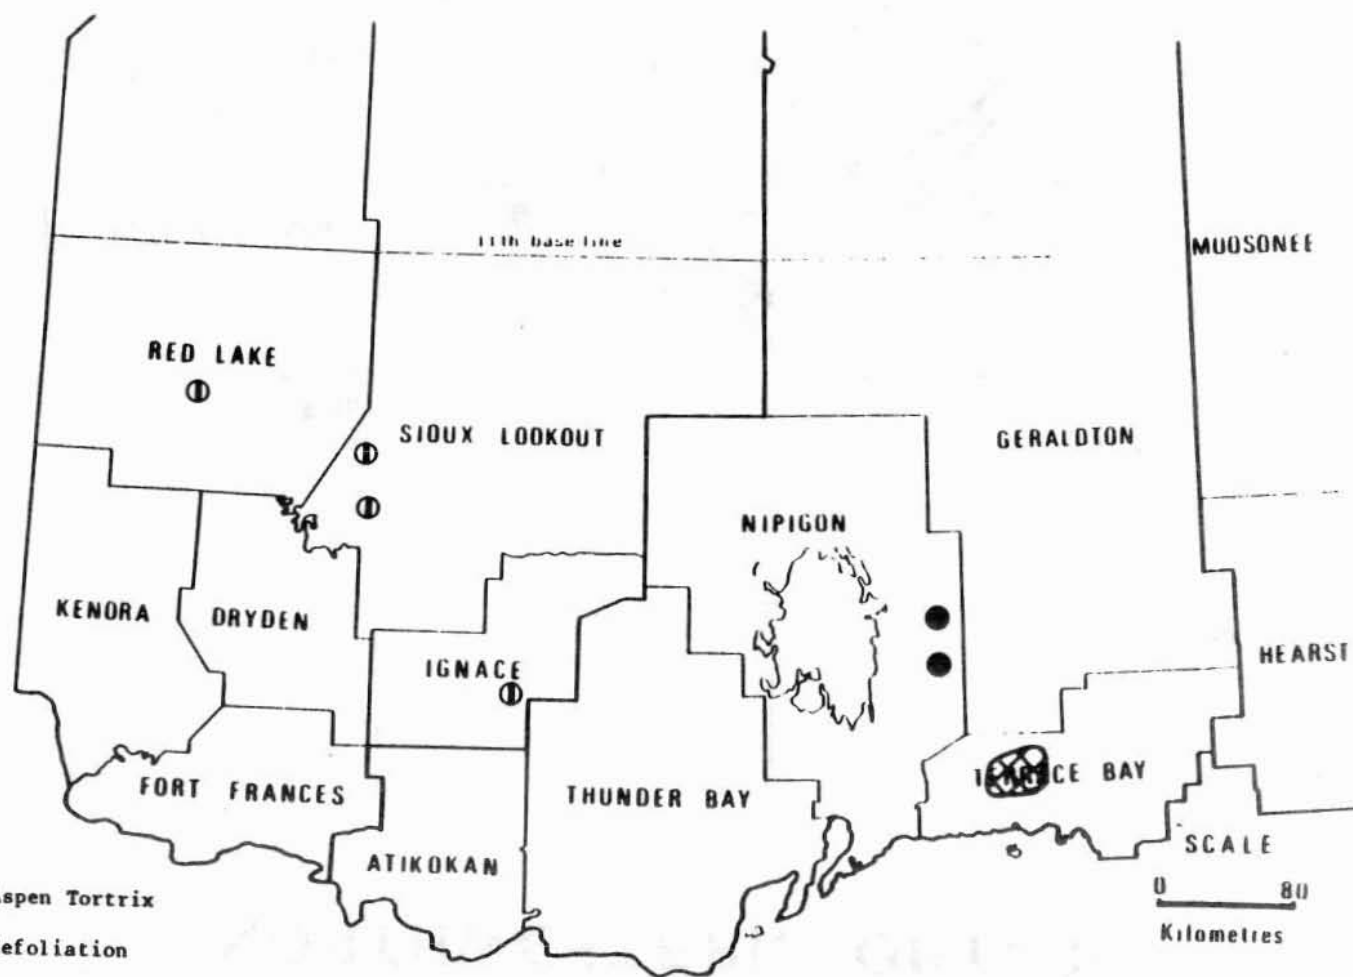 11th base line
MOOSONEE
RED LAKE
SIOUX LOOKOUT
GERALDTON
NIPIGON
KENORA
DRYDEN
IGNACE
HEARST
FORT FRANCES
THUNDER BAY
BAY
ATIKOKAN
SCALE
0 80
Kilometres
Tortrix